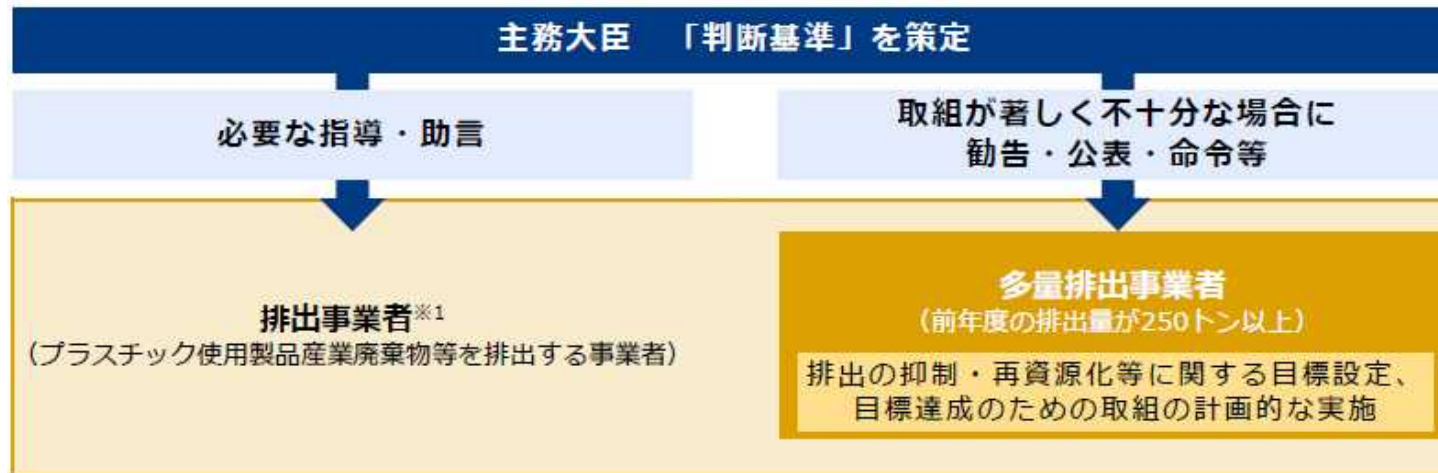 主務大臣　「判断基準」を策定
必要な指導・助言
取組が著しく不十分な場合に
勧告・公表・命令等
排出事業者※1
（プラスチック使用製品産業廃棄物等を排出する事業者）
多量排出事業者
（前年度の排出量が250トン以上）
排出の抑制・再資源化等に関する目標設定、
目標達成のための取組の計画的な実施